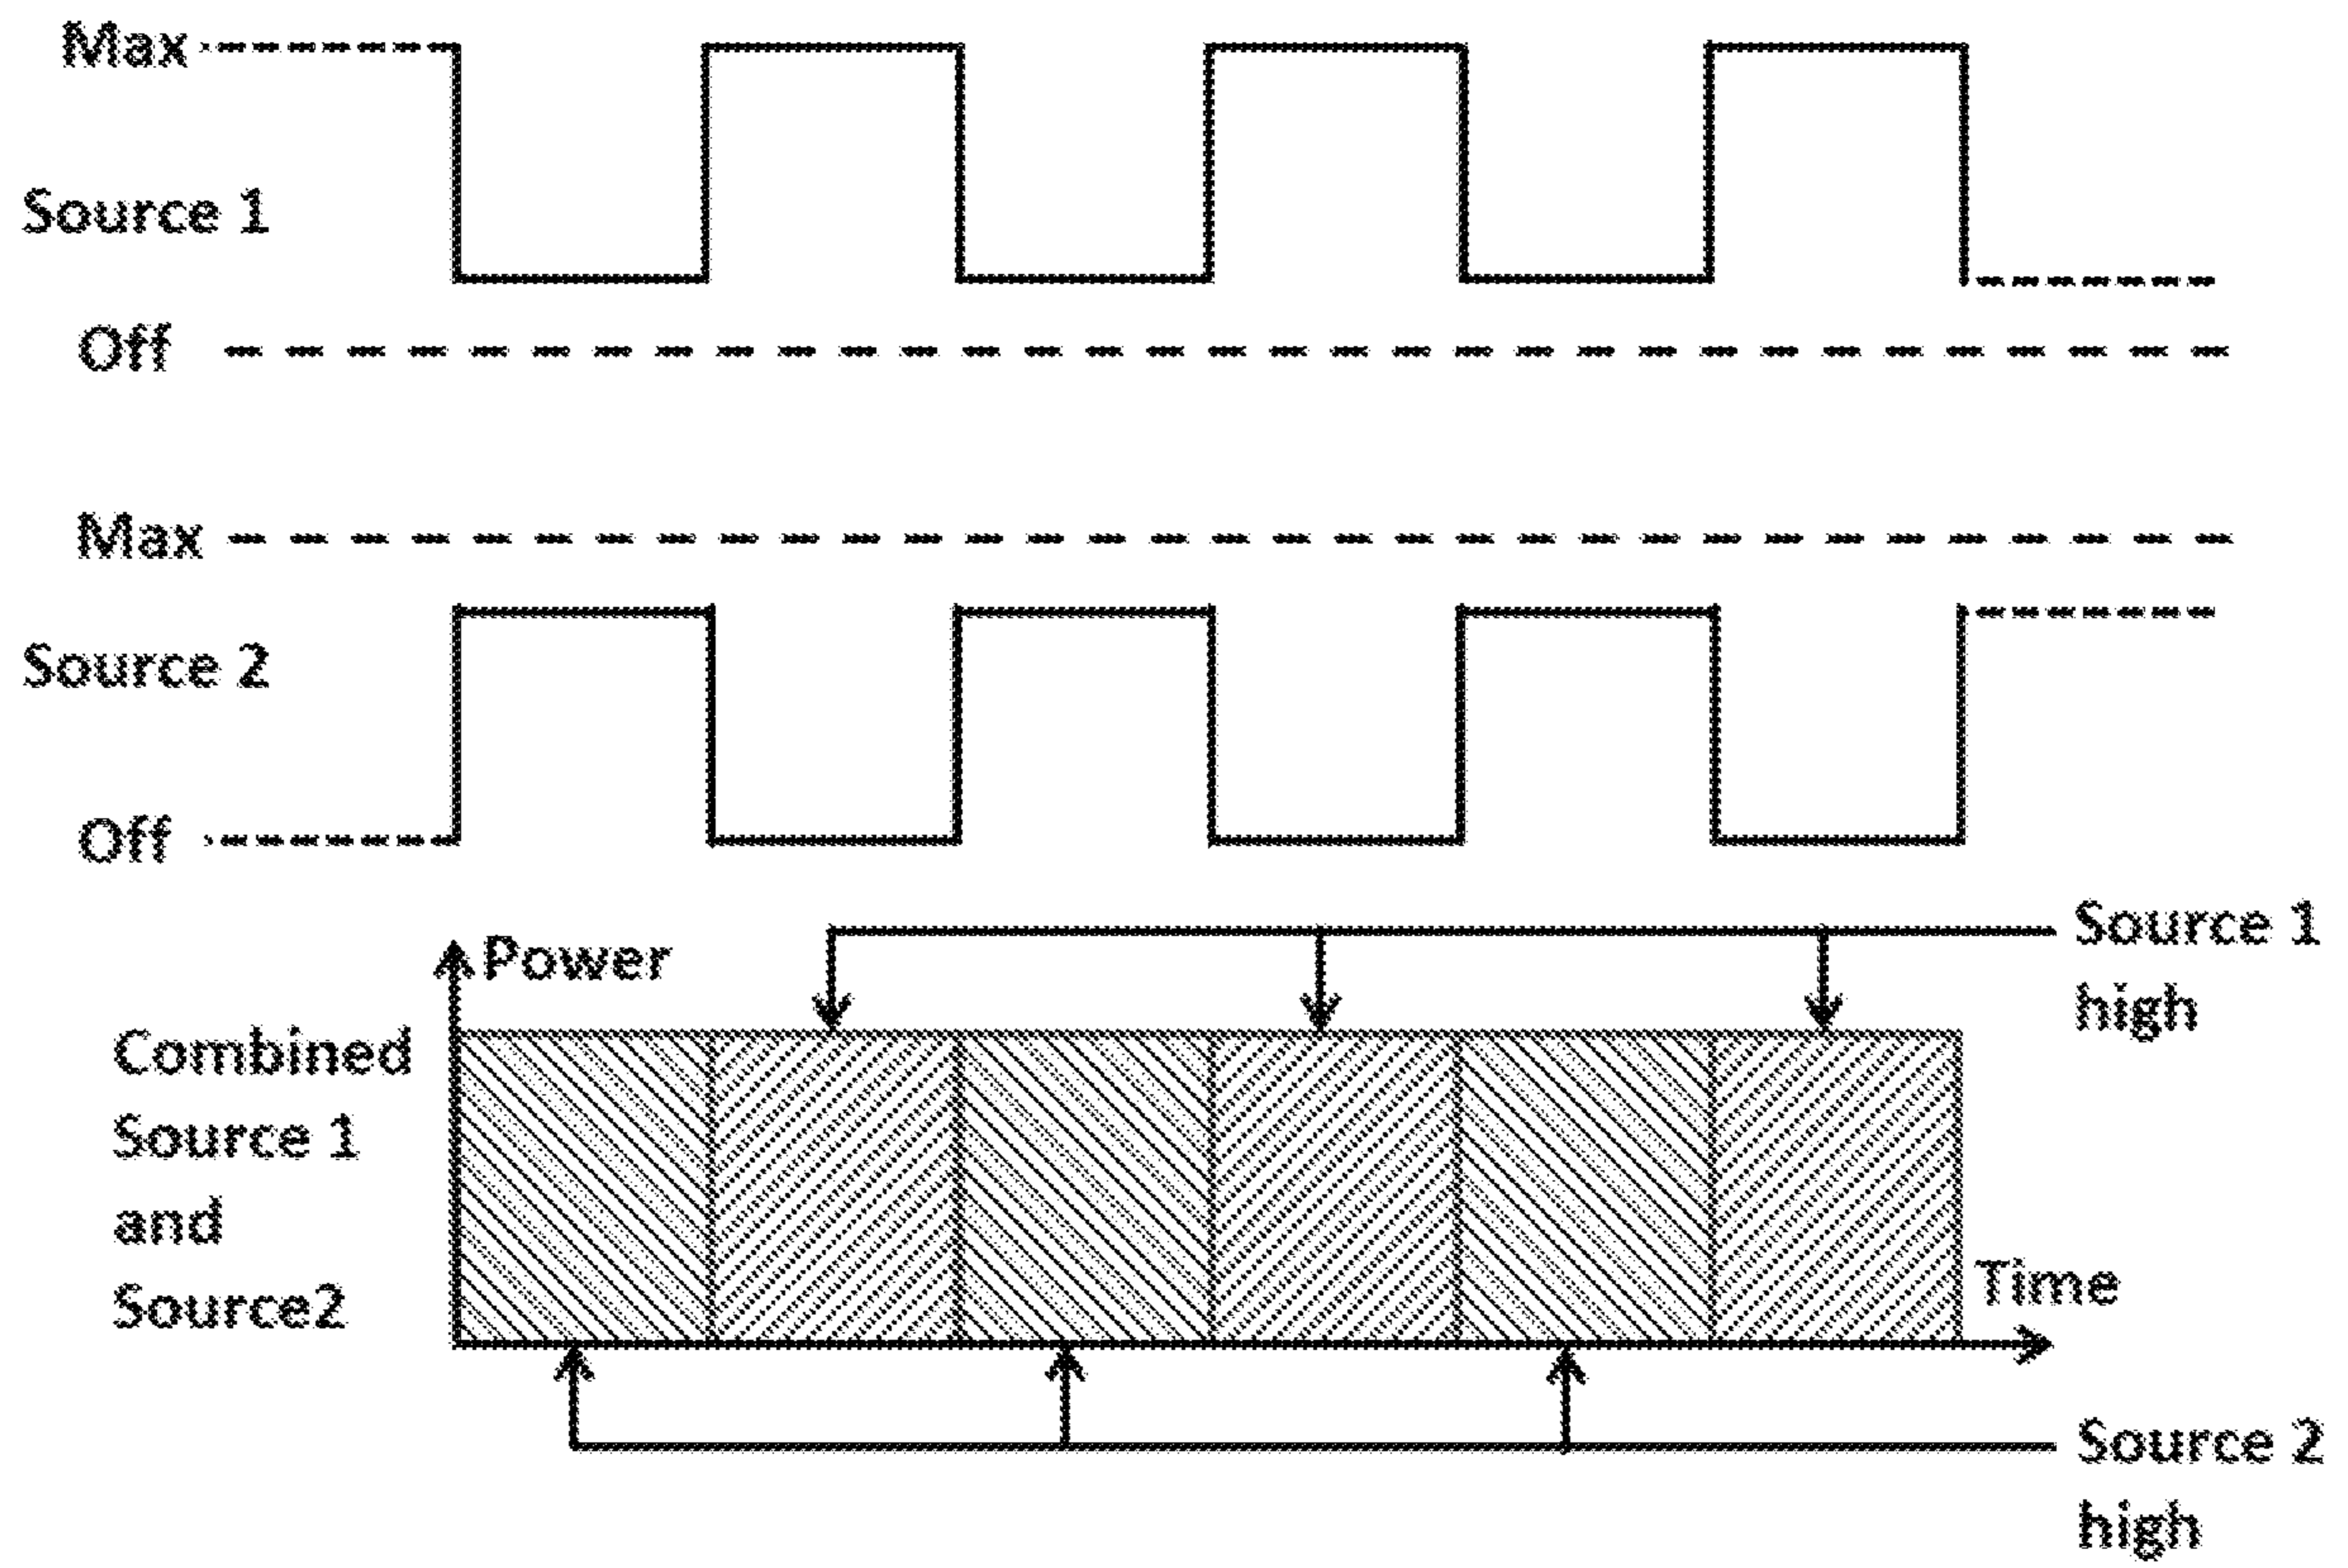 Max
Source 1
Off
Max
Source 2
Off
Power
Source 1
high
Combined
Source 1
and
Source2
Time
Source 2
high